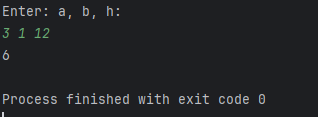 Enter: a, b, h:
3 1 12
6
Process finished with exit code 0